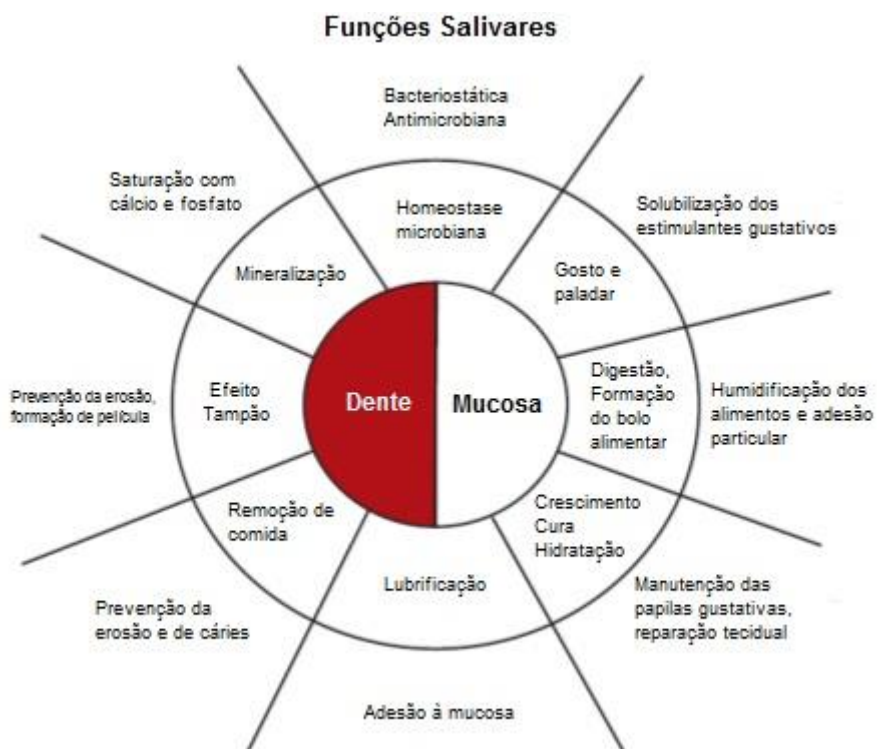 Funções Salivares
Bacteriostática
Antimicrobiana
Saturação com
cálcio e fosfato
Homeostase
microbiana
Solubilização dos
estimulantes gustativos
Mineralização
Gosto e
paladar
Prevenção da erosão,
formação de película
Efeito
Tampão
Dente
Mucosa
Digestão,
Formação
do bolo
alimentar
Humidificação dos
alimentos e adesão
particular
Remoção de
comida
Crescimento
Cura
Hidratação
Lubrificação
Prevenção da
erosão e de cáries
Manutenção das
papilas gustativas,
reparação tecidual
Adesão à mucosa